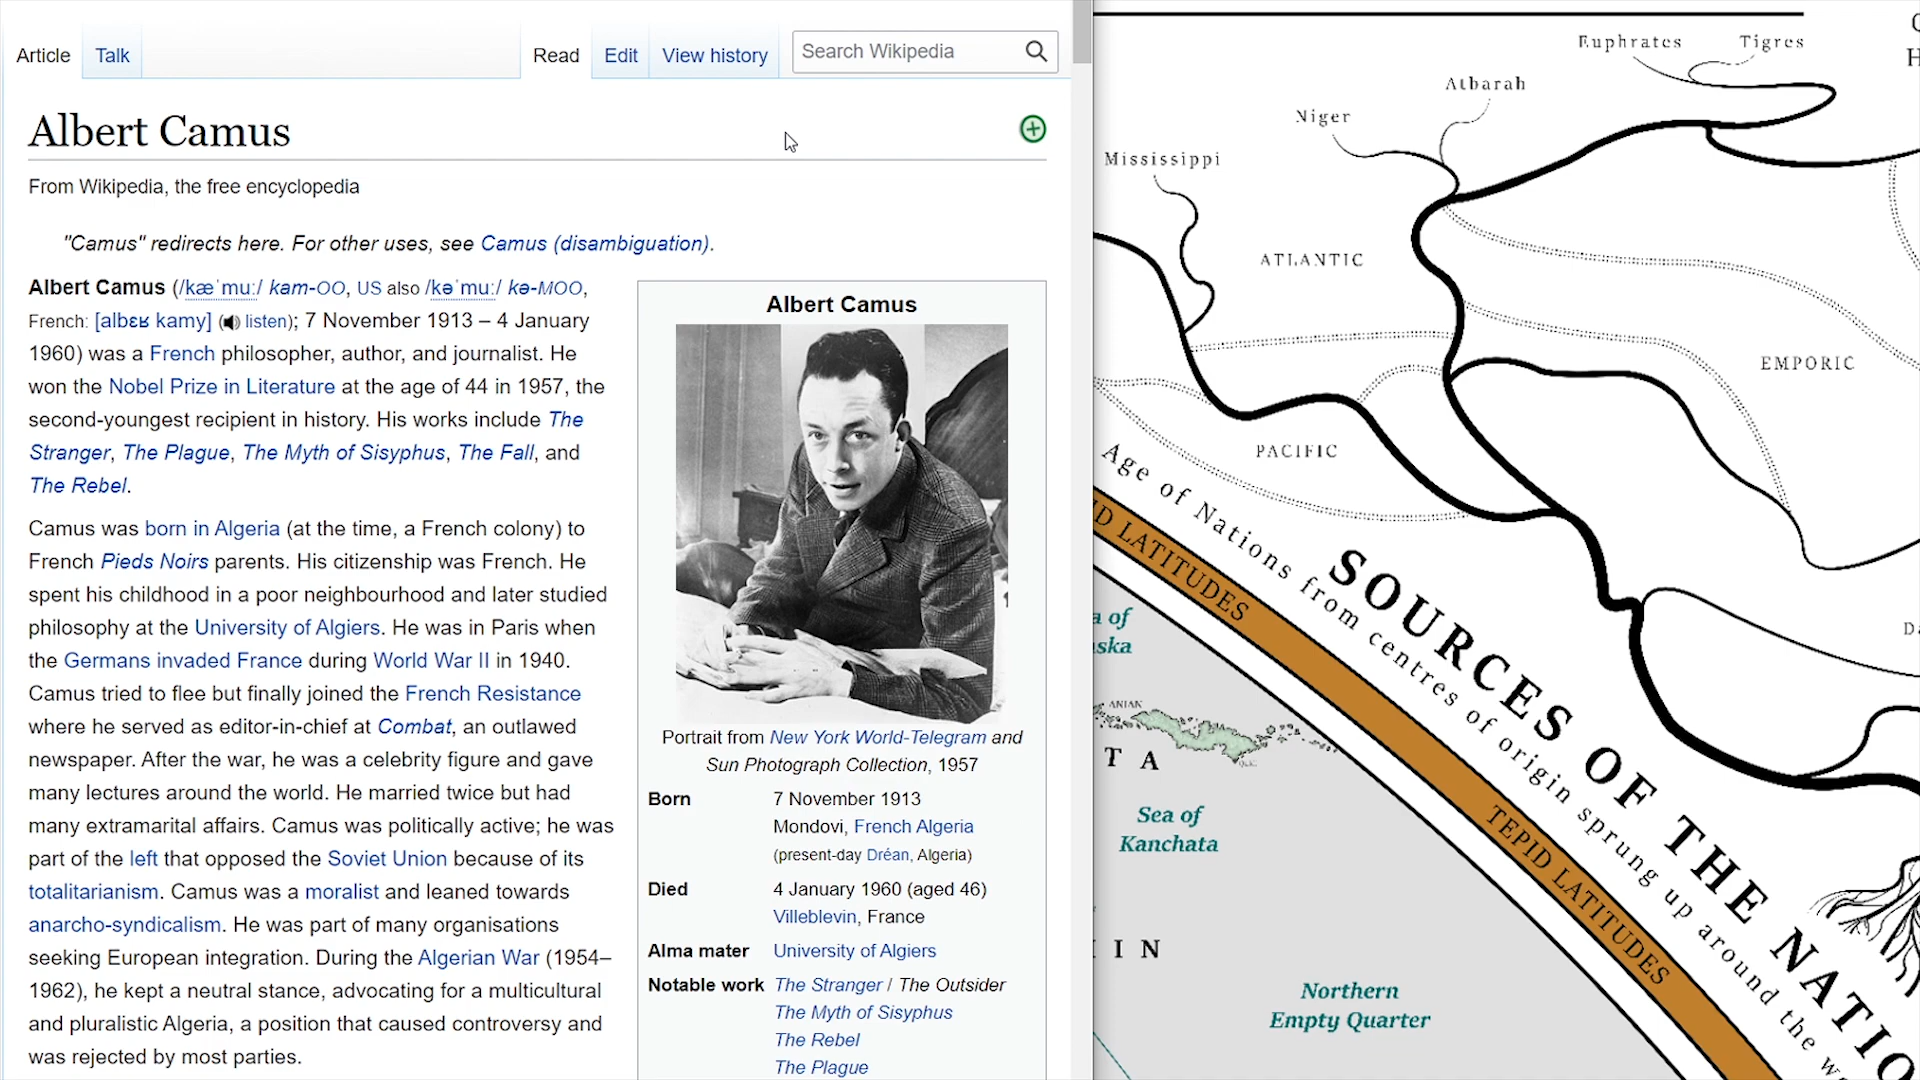 Article
Talk
Read
Edit
View history
Search Wikipedia
Albert Camus
From Wikipedia, the free encyclopedia
"Camus" redirects here. For other uses, see Camus (disambiguation).
Albert Camus (/kæˈmuː/ kam-OO, US also /kəˈmuː/ kə-MOO,
French: [albɛʁ kamy] (listen); 7 November 1913 – 4 January
1960) was a French philosopher, author, and journalist. He
won the Nobel Prize in Literature at the age of 44 in 1957, the
second-youngest recipient in history. His works include The
Stranger, The Plague, The Myth of Sisyphus, The Fall, and
The Rebel.
Camus was born in Algeria (at the time, a French colony) to
French Pieds Noirs parents. His citizenship was French. He
spent his childhood in a poor neighbourhood and later studied
philosophy at the University of Algiers. He was in Paris when
the Germans invaded France during World War II in 1940.
Camus tried to flee but finally joined the French Resistance
where he served as editor-in-chief at Combat, an outlawed
newspaper. After the war, he was a celebrity figure and gave
many lectures around the world. He married twice but had
many extramarital affairs. Camus was politically active; he was
part of the left that opposed the Soviet Union because of its
totalitarianism. Camus was a moralist and leaned towards
anarcho-syndicalism. He was part of many organisations
seeking European integration. During the Algerian War (1954–
1962), he kept a neutral stance, advocating for a multicultural
and pluralistic Algeria, a position that caused controversy and
was rejected by most parties.
Albert Camus
Portrait from New York World-Telegram and
Sun Photograph Collection, 1957
Born 7 November 1913
Mondovi, French Algeria
(present-day Dréan, Algeria)
Died 4 January 1960 (aged 46)
Villeblevin, France
Alma mater University of Algiers
Notable work The Stranger / The Outsider
The Myth of Sisyphus
The Rebel
The Plague
Euphrates
Tigres
Atbarah
Niger
Mississippi
ATLANTIC
EMPORIC
PACIFIC
Age of Nations from centres of origin sprung up around the w
SOURCES OF THE NATIO
ID LATITUDES
TEPID LATITUDES
a of
ska
ANIAN
T A
Sea of
Kanchata
I N
Northern
Empty Quarter